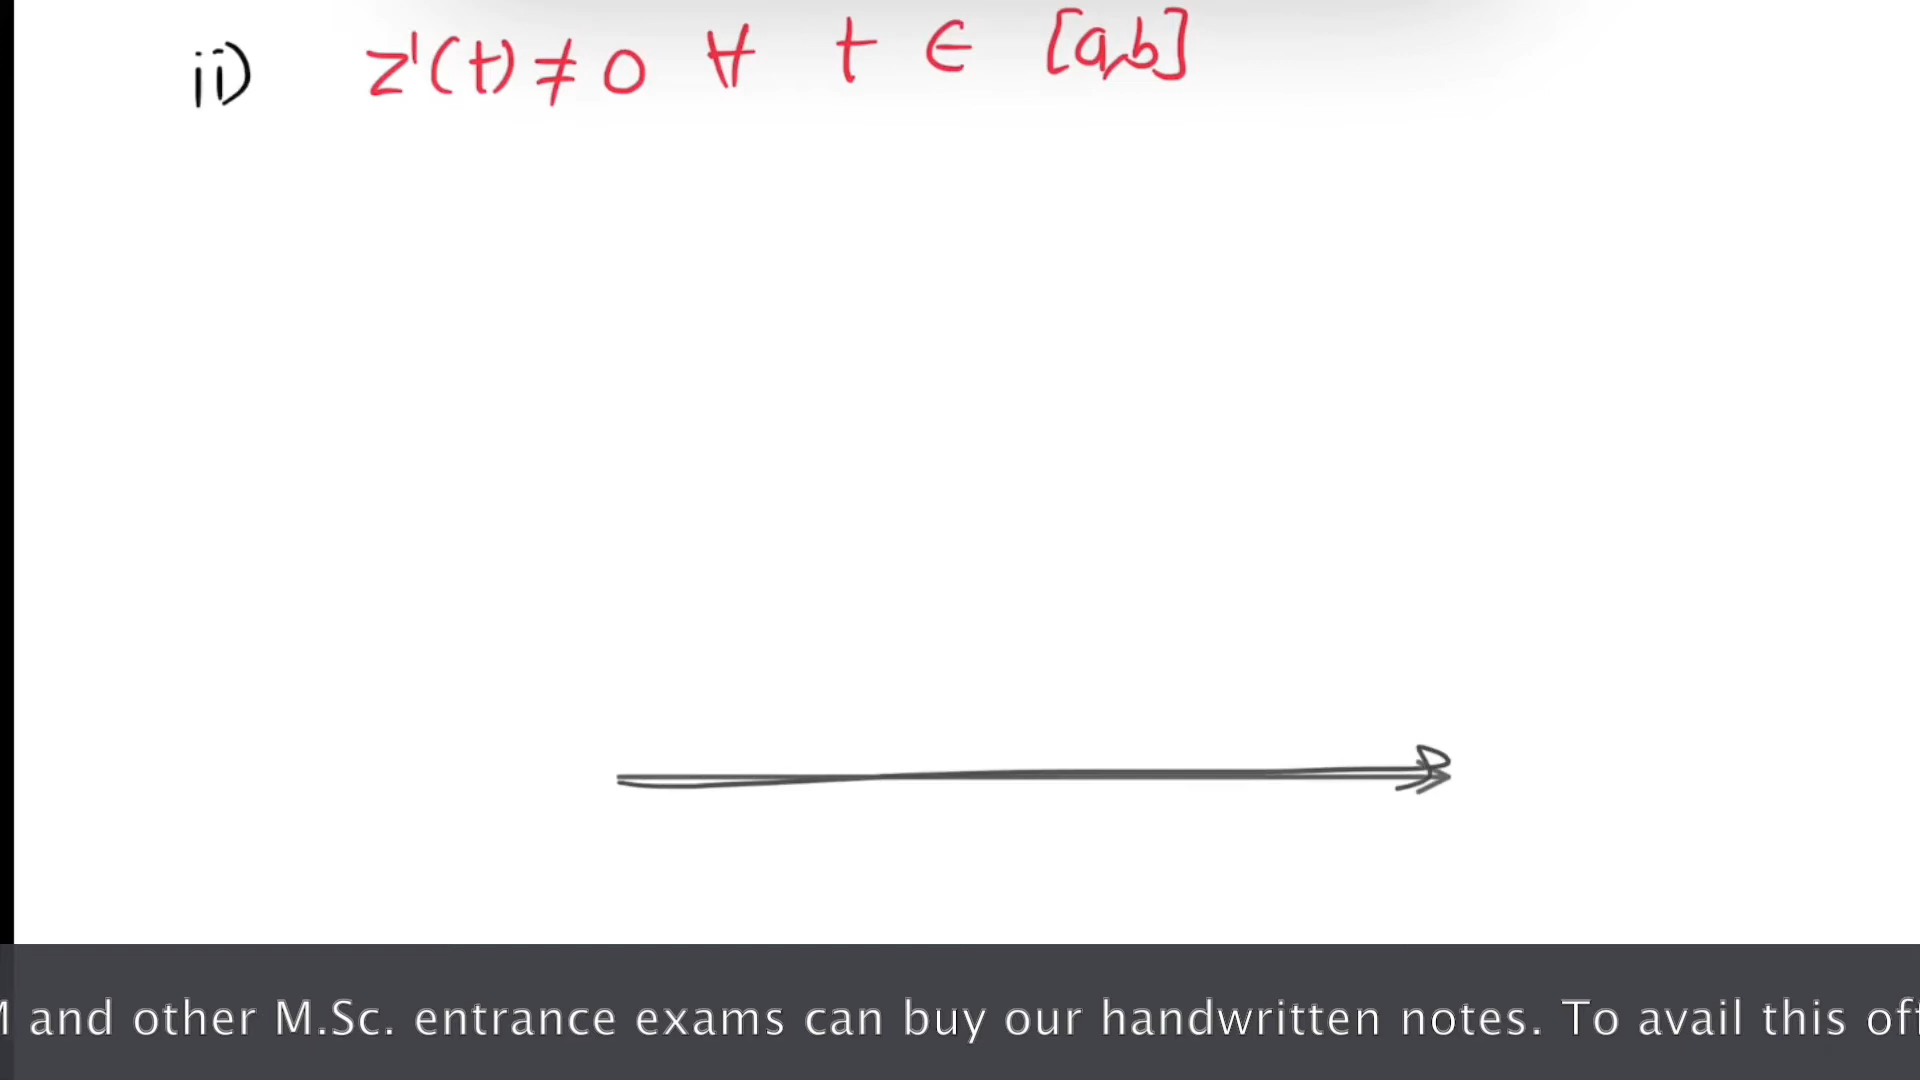 ii) z'(t) ≠ 0 ∀ t ∈ [a,b]
and other M.Sc. entrance exams can buy our handwritten notes. To avail this